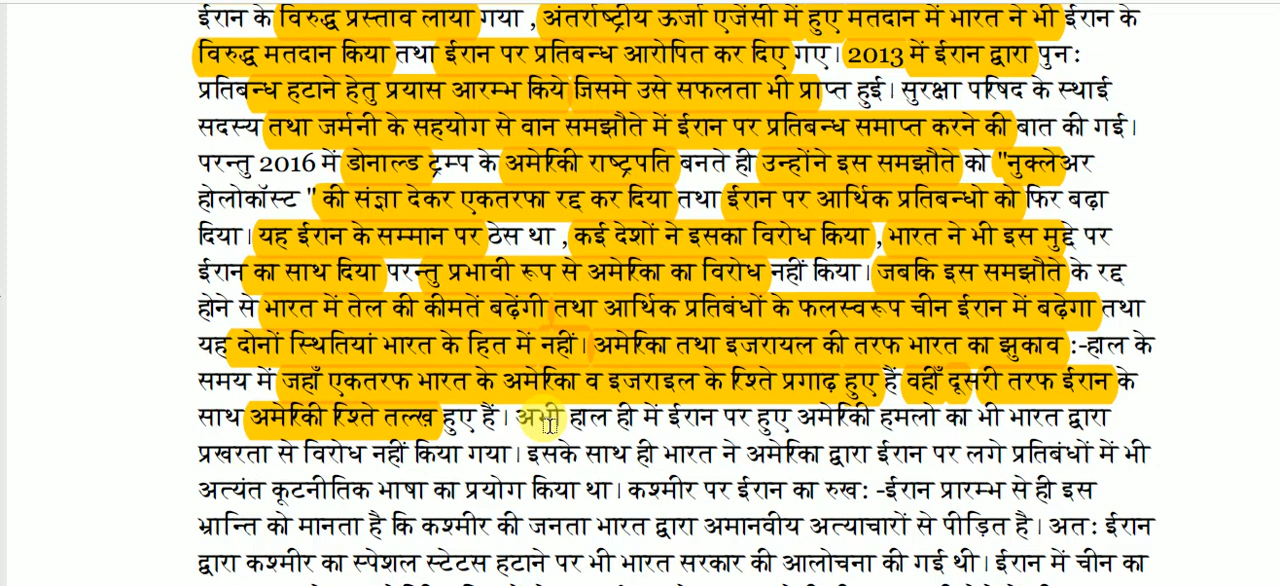 ईरान के विरुद्ध प्रस्ताव लाया गया , अंतर्राष्ट्रीय ऊर्जा एजेंसी में हुए मतदान में भारत ने भी ईरान के
विरुद्ध मतदान किया तथा ईरान पर प्रतिबन्ध आरोपित कर दिए गए। 2013 में ईरान द्वारा पुन:
प्रतिबन्ध हटाने हेतु प्रयास आरम्भ किये जिसमे उसे सफलता भी प्राप्त हुई। सुरक्षा परिषद के स्थाई
सदस्य तथा जर्मनी के सहयोग से वान समझौते में ईरान पर प्रतिबन्ध समाप्त करने की बात की गई।
परन्तु 2016 में डोनाल्ड ट्रम्प के अमेरिकी राष्ट्रपति बनते ही उन्होंने इस समझौते को "नुक्लेअर
होलोकॉस्ट " की संज्ञा देकर एकतरफा रद्द कर दिया तथा ईरान पर आर्थिक प्रतिबन्धो को फिर बढ़ा
दिया। यह ईरान के सम्मान पर ठेस था , कई देशों ने इसका विरोध किया , भारत ने भी इस मुद्दे पर
ईरान का साथ दिया परन्तु प्रभावी रूप से अमेरिका का विरोध नहीं किया। जबकि इस समझौते के रद्द
होने से भारत में तेल की कीमतें बढ़ेंगी तथा आर्थिक प्रतिबंधों के फलस्वरूप चीन ईरान में बढ़ेगा तथा
यह दोनों स्थितियां भारत के हित में नहीं। अमेरिका तथा इजरायल की तरफ भारत का झुकाव :-हाल के
समय में जहाँ एकतरफ भारत के अमेरिका व इजराइल के रिश्ते प्रगाढ़ हुए हैं वहीँ दूसरी तरफ ईरान के
साथ अमेरिकी रिश्ते तल्ख़ हुए हैं। अभी हाल ही में ईरान पर हुए अमेरिकी हमलो का भी भारत द्वारा
प्रखरता से विरोध नहीं किया गया। इसके साथ ही भारत ने अमेरिका द्वारा ईरान पर लगे प्रतिबंधों में भी
अत्यंत कूटनीतिक भाषा का प्रयोग किया था। कश्मीर पर ईरान का रुख: -ईरान प्रारम्भ से ही इस
भ्रान्ति को मानता है कि कश्मीर की जनता भारत द्वारा अमानवीय अत्याचारों से पीड़ित है। अत: ईरान
द्वारा कश्मीर का स्पेशल स्टेटस हटाने पर भी भारत सरकार की आलोचना की गई थी। ईरान में चीन का